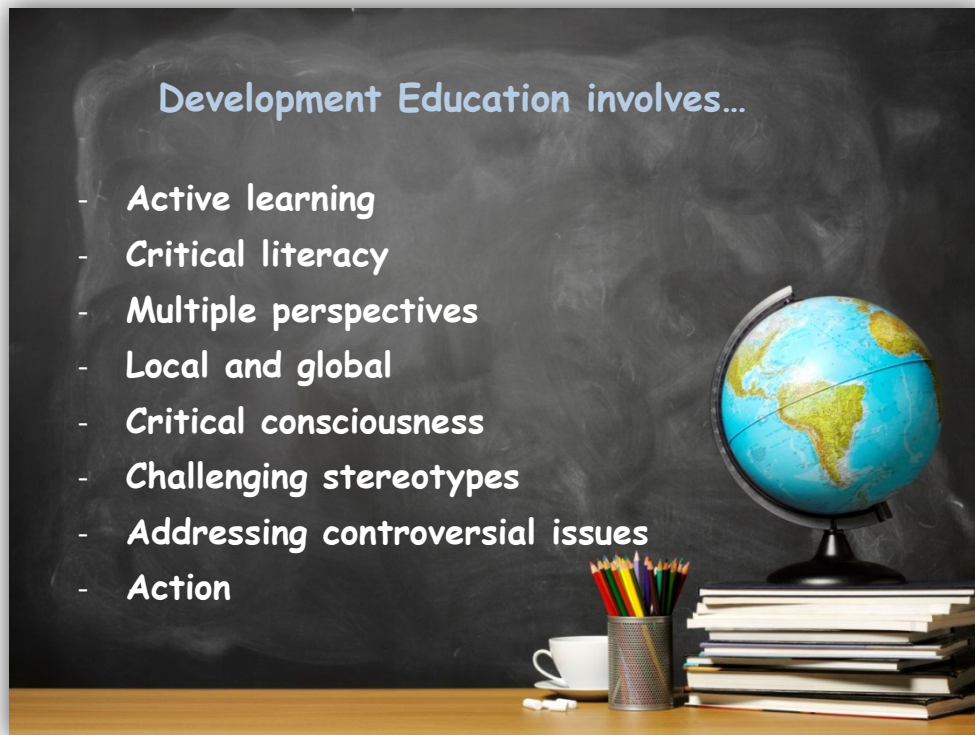 Development Education involves…
- Active learning
- Critical literacy
- Multiple perspectives
- Local and global
- Critical consciousness
- Challenging stereotypes
- Addressing controversial issues
- Action